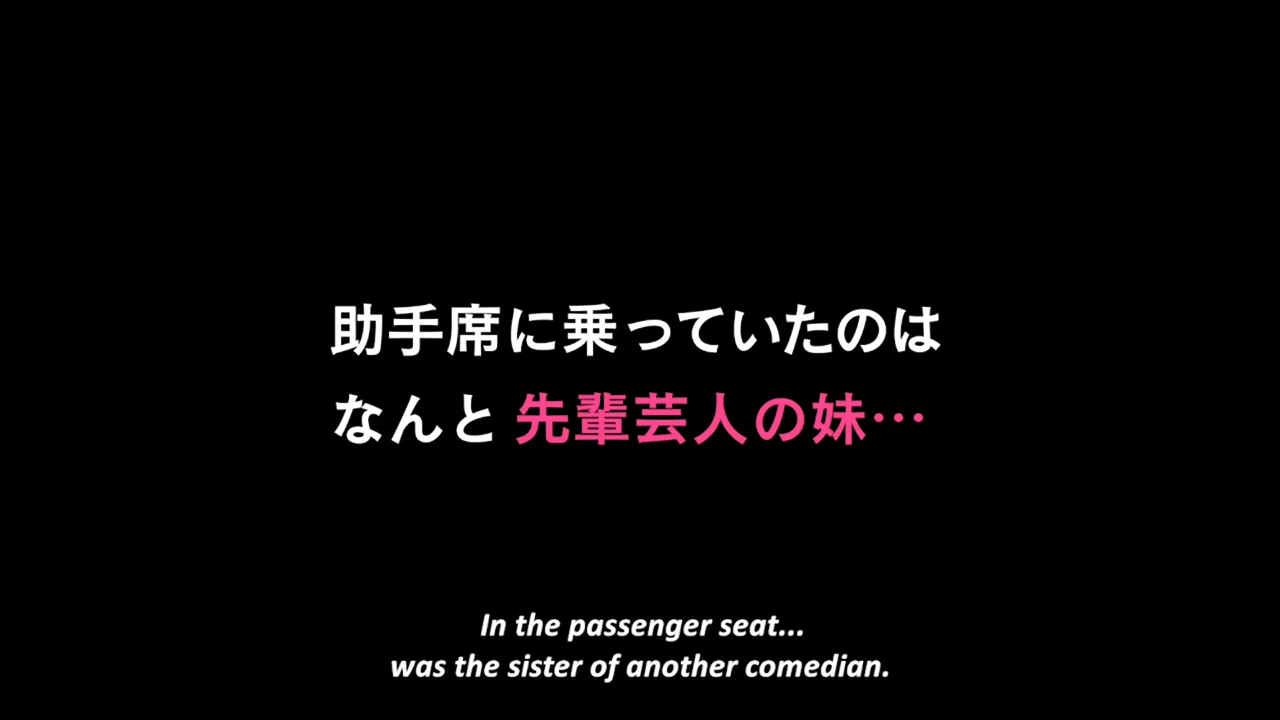 助手席に乗っていたのは
なんと 先輩芸人の妹…
In the passenger seat...
was the sister of another comedian.